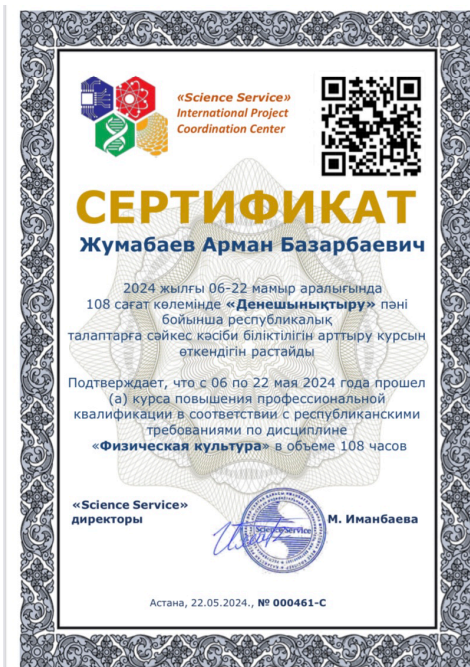 «Science Service»
International Project
Coordination Center
СЕРТИФИКАТ
Жумабаев Арман Базарбаевич
2024 жылғы 06-22 мамыр аралығында
108 сағат көлемінде «Денешынықтыру» пәні
бойынша республикалық
талаптарға сәйкес кәсіби біліктілігін арттыру курсын
өткендігін растайды
Подтверждает, что с 06 по 22 мая 2024 года прошел
(а) курса повышения профессиональной
квалификации в соответствии с республиканскими
требованиями по дисциплине
«Физическая культура» в объеме 108 часов
«Science Service»
директоры
М. Иманбаева
Science Service
Астана, 22.05.2024., № 000461-С